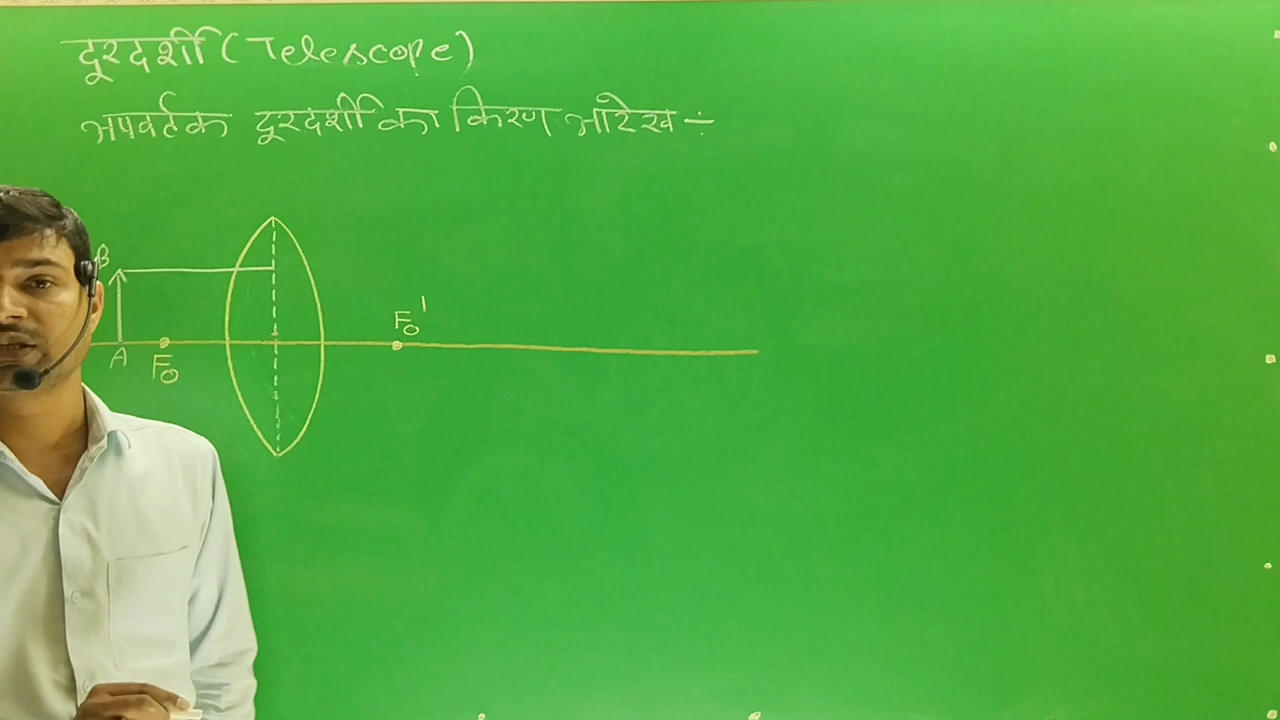 दूरदर्शी (Telescope)
अपवर्तक दूरदर्शी का किरण आरेख ÷
B
A
F₀
F₀'